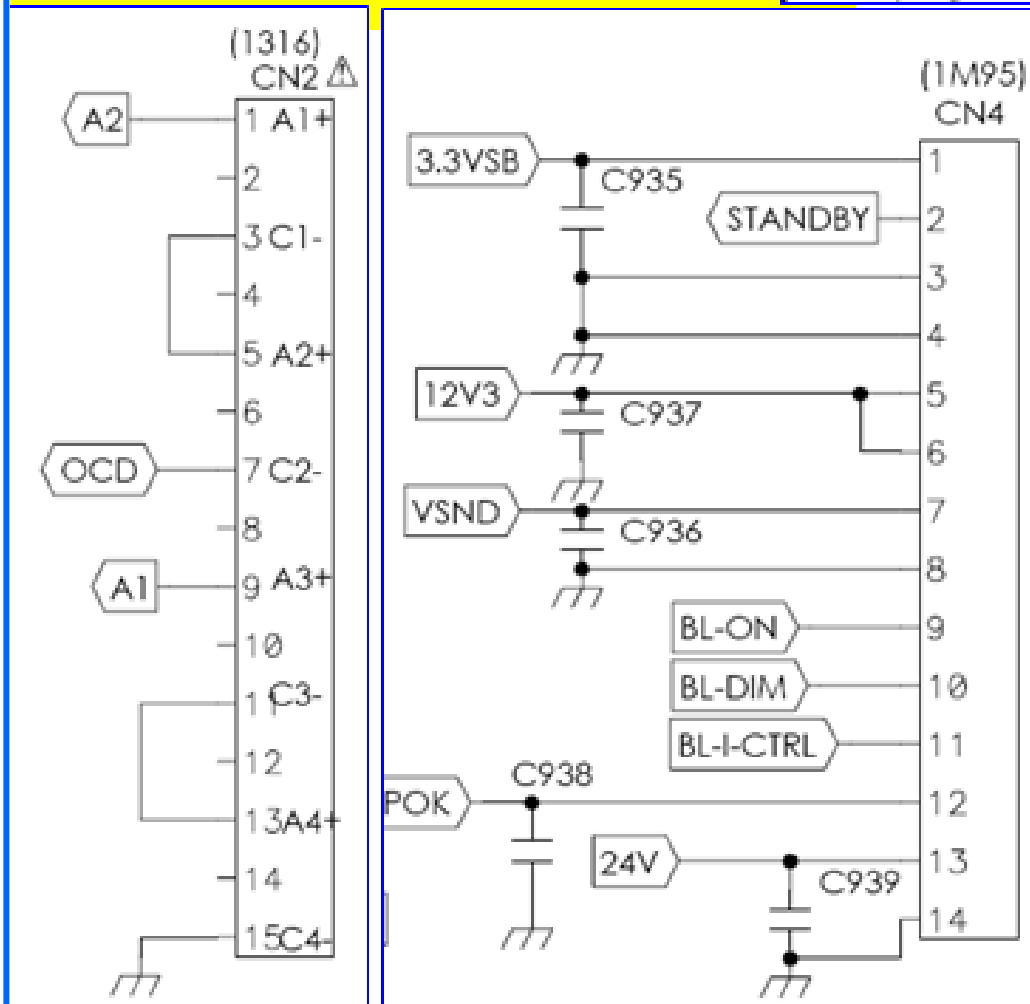 (1316)
CN2
A2
1 A1+
2
3 C1-
4
5 A2+
6
OCD
7 C2-
8
A1
9 A3+
10
11 C3-
12
13 A4+
14
15 C4-
(1M95)
CN4
3.3VSB
C935
1
STANDBY
2
3
4
12V3
C937
5
6
VSND
C936
7
8
BL-ON
9
BL-DIM
10
BL-I-CTRL
11
POK
C938
12
24V
C939
13
14